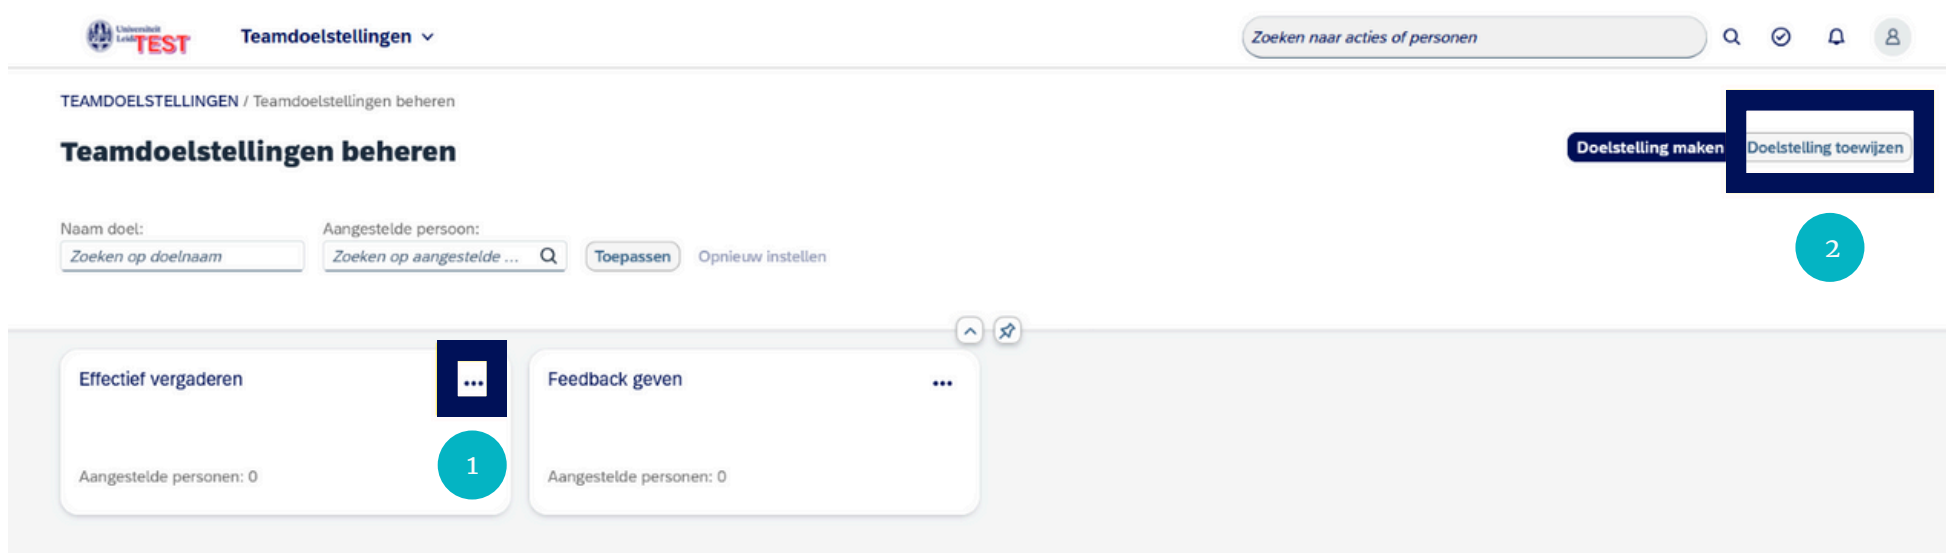 Universiteit
TEST
Teamdoelstellingen
Zoeken naar acties of personen
TEAMDOELSTELLINGEN / Teamdoelstellingen beheren
Teamdoelstellingen beheren
Doelstelling maken
Doelstelling toewijzen
2
Naam doel:
Aangestelde persoon:
Zoeken op doelnaam
Zoeken op aangestelde ...
Toepassen
Opnieuw instellen
Effectief vergaderen
...
Feedback geven
...
1
Aangestelde personen: 0
Aangestelde personen: 0